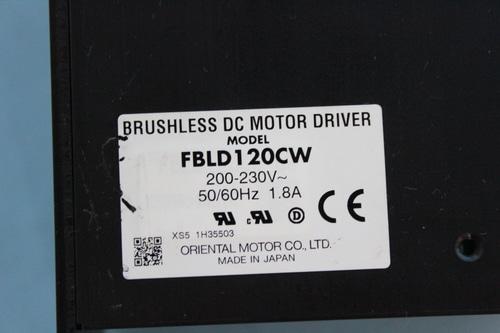 BRUSHLESS DC MOTOR DRIVER
MODEL
FBLD120CW
200-230V~
50/60Hz 1.8A
c
CE
XS5 1H35503
ORIENTAL MOTOR CO., LTD.
MADE IN JAPAN